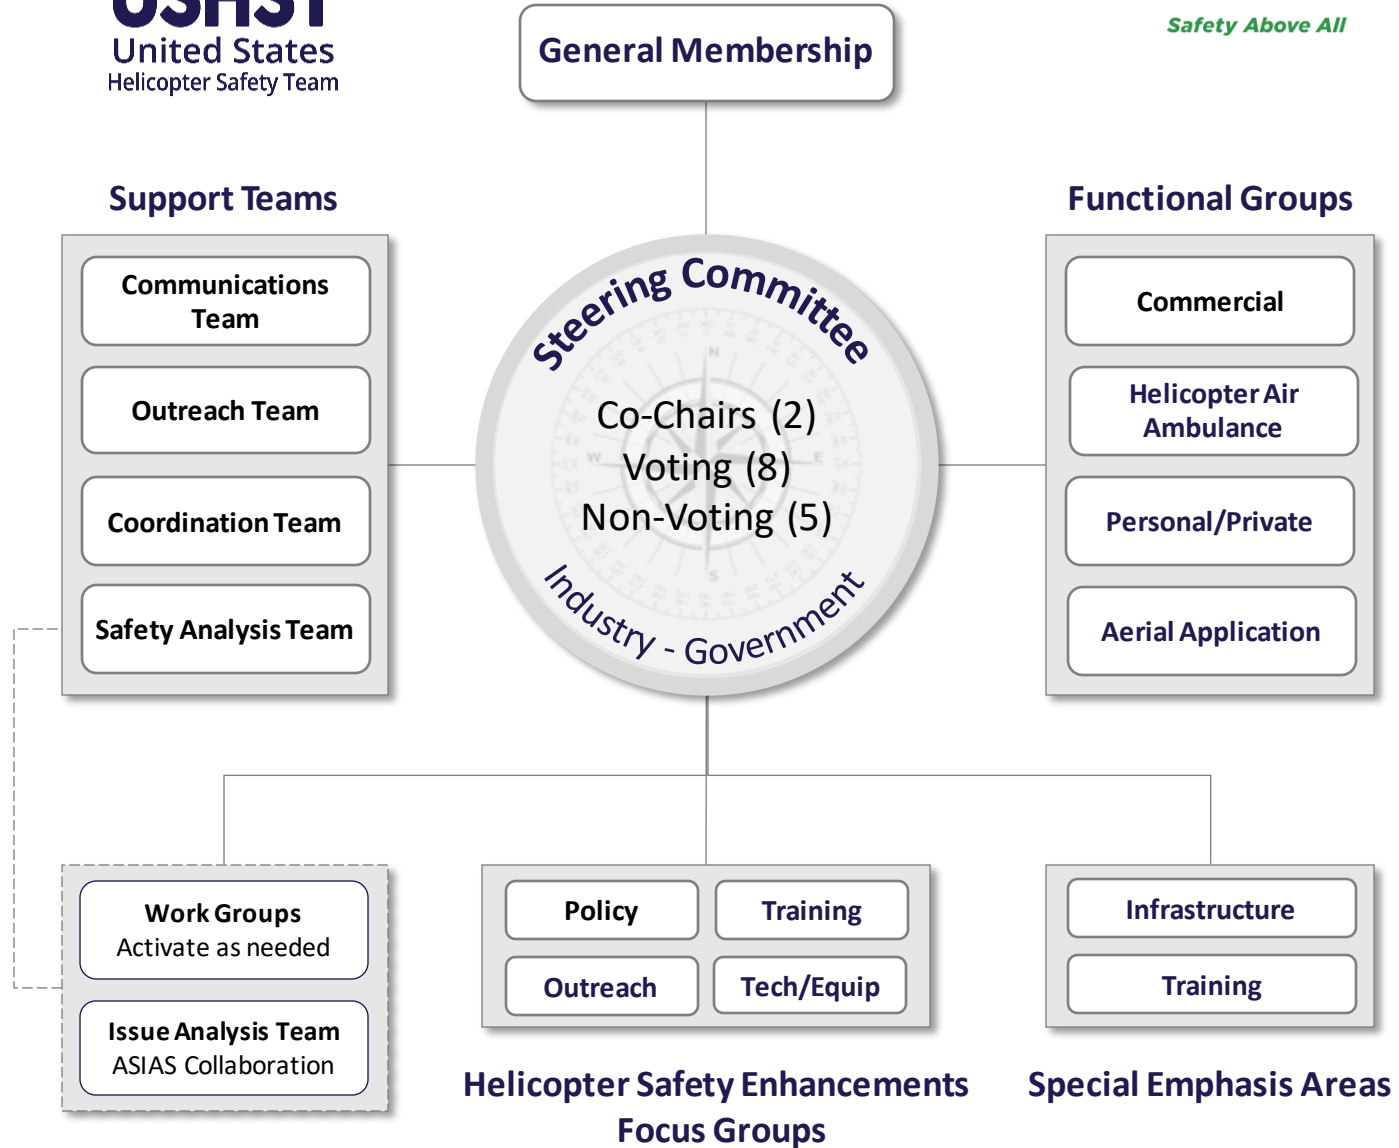 USHST
United States
Helicopter Safety Team
General Membership
Safety Above All
Support Teams
Communications
Team
Outreach Team
Coordination Team
Safety Analysis Team
Steering Committee
N
W
E
S
Co-Chairs (2)
Voting (8)
Non-Voting (5)
Industry - Government
Functional Groups
Commercial
Helicopter Air
Ambulance
Personal/Private
Aerial Application
Work Groups
Activate as needed
Issue Analysis Team
ASIAS Collaboration
Policy
Training
Outreach
Tech/Equip
Helicopter Safety Enhancements
Focus Groups
Infrastructure
Training
Special Emphasis Areas